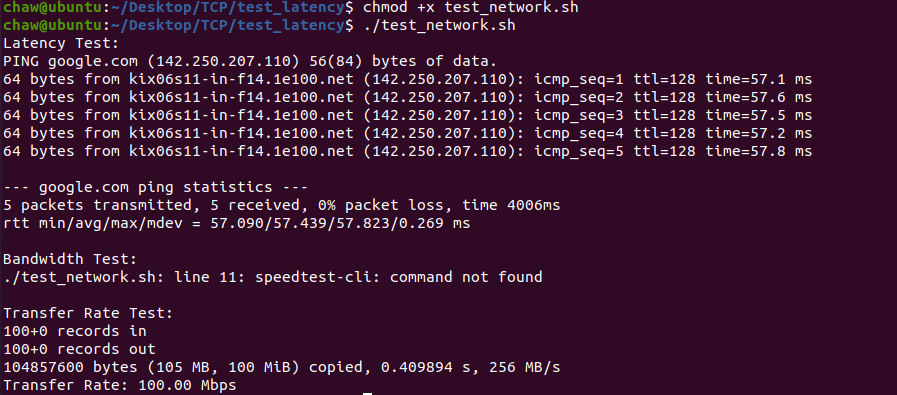 chaw@ubuntu:~/Desktop/TCP/test_latency$ chmod +x test_network.sh
chaw@ubuntu:~/Desktop/TCP/test_latency$ ./test_network.sh
Latency Test:
PING google.com (142.250.207.110) 56(84) bytes of data.
64 bytes from kix06s11-in-f14.1e100.net (142.250.207.110): icmp_seq=1 ttl=128 time=57.1 ms
64 bytes from kix06s11-in-f14.1e100.net (142.250.207.110): icmp_seq=2 ttl=128 time=57.6 ms
64 bytes from kix06s11-in-f14.1e100.net (142.250.207.110): icmp_seq=3 ttl=128 time=57.5 ms
64 bytes from kix06s11-in-f14.1e100.net (142.250.207.110): icmp_seq=4 ttl=128 time=57.2 ms
64 bytes from kix06s11-in-f14.1e100.net (142.250.207.110): icmp_seq=5 ttl=128 time=57.8 ms

--- google.com ping statistics ---
5 packets transmitted, 5 received, 0% packet loss, time 4006ms
rtt min/avg/max/mdev = 57.090/57.439/57.823/0.269 ms

Bandwidth Test:
./test_network.sh: line 11: speedtest-cli: command not found

Transfer Rate Test:
100+0 records in
100+0 records out
104857600 bytes (105 MB, 100 MiB) copied, 0.409894 s, 256 MB/s
Transfer Rate: 100.00 Mbps